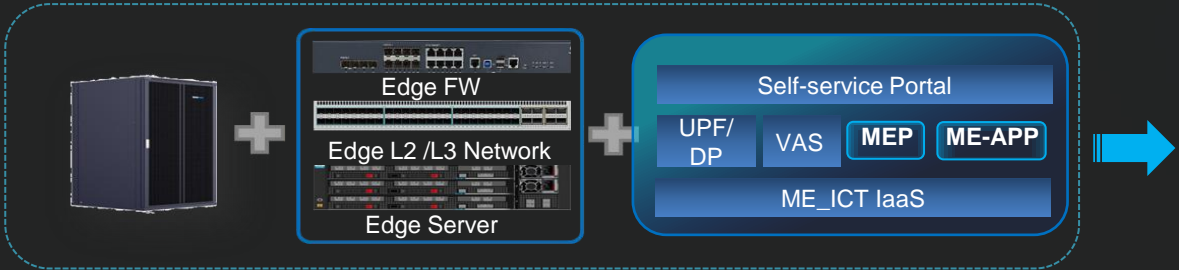 Edge FW
Edge L2 /L3 Network
Edge Server
Self-service Portal
UPF/
DP
VAS
MEP
ME-APP
ME_ICT IaaS